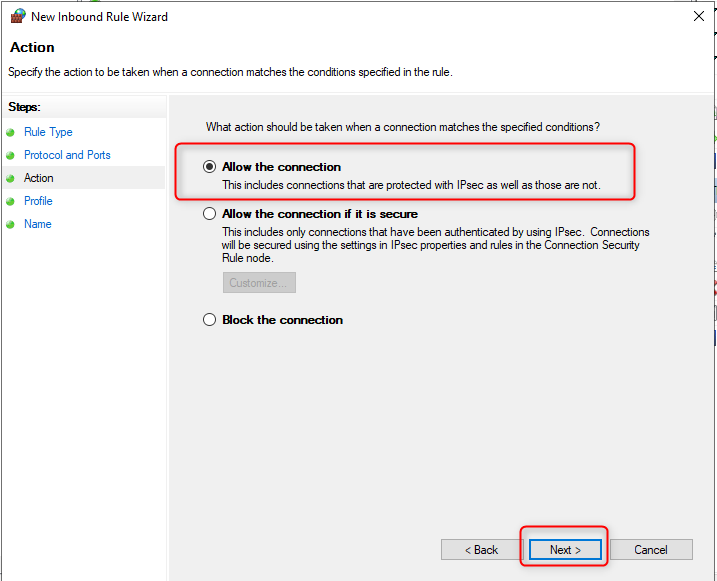 New Inbound Rule Wizard
Action
Specify the action to be taken when a connection matches the conditions specified in the rule.
Steps:
Rule Type
Protocol and Ports
Action
Profile
Name
What action should be taken when a connection matches the specified conditions?
Allow the connection
This includes connections that are protected with IPsec as well as those are not.
Allow the connection if it is secure
This includes only connections that have been authenticated by using IPsec. Connections
will be secured using the settings in IPsec properties and rules in the Connection Security
Rule node.
Customize...
Block the connection
< Back
Next >
Cancel